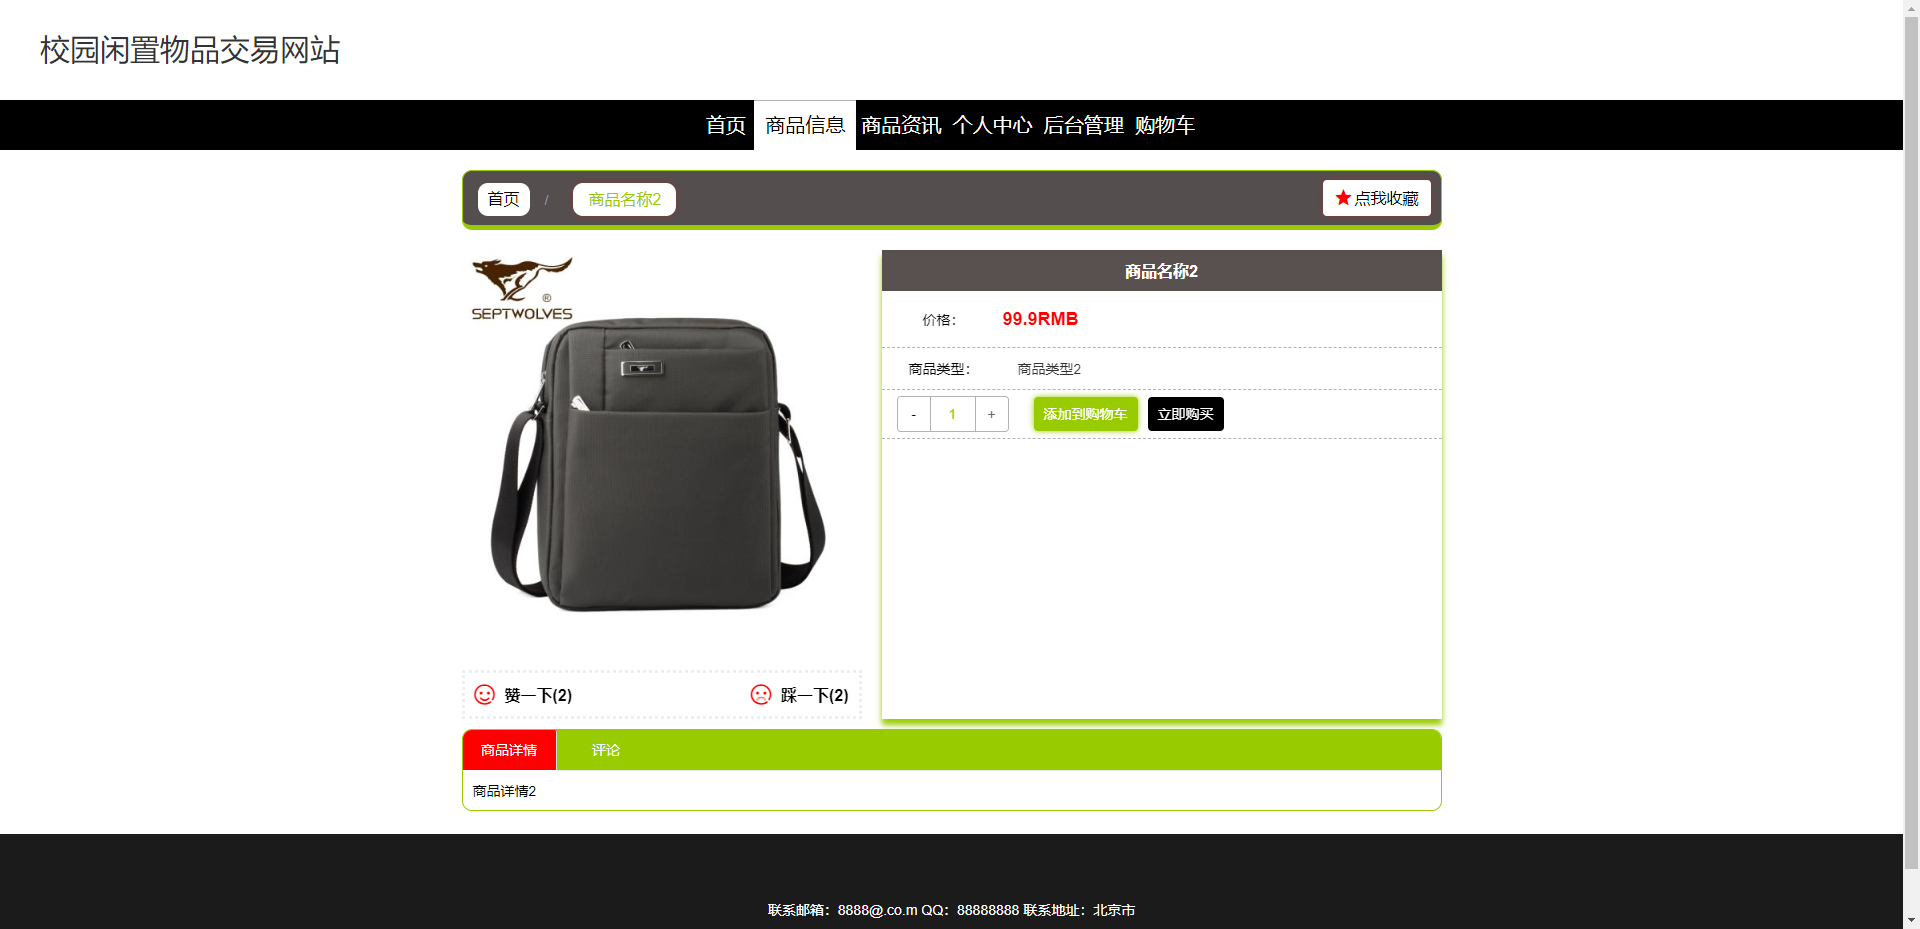 校园闲置物品交易网站
首页 商品信息 商品资讯 个人中心 后台管理 购物车
首页 / 商品名称2 点我收藏
SEPTWOLVES ®
商品名称2
价格： 99.9RMB
商品类型： 商品类型2
- 1 + 添加到购物车 立即购买
赞一下(2) 踩一下(2)
商品详情 评论
商品详情2
联系邮箱：8888@.co.m QQ：88888888 联系地址：北京市